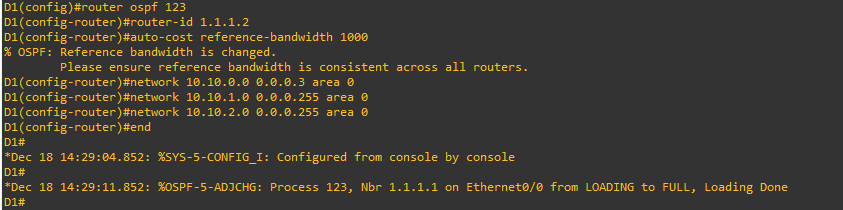 D1(config)#router ospf 123
D1(config-router)#router-id 1.1.1.2
D1(config-router)#auto-cost reference-bandwidth 1000
% OSPF: Reference bandwidth is changed.
        Please ensure reference bandwidth is consistent across all routers.
D1(config-router)#network 10.10.0.0 0.0.0.3 area 0
D1(config-router)#network 10.10.1.0 0.0.0.255 area 0
D1(config-router)#network 10.10.2.0 0.0.0.255 area 0
D1(config-router)#end
D1#
*Dec 18 14:29:04.852: %SYS-5-CONFIG_I: Configured from console by console
D1#
*Dec 18 14:29:11.852: %OSPF-5-ADJCHG: Process 123, Nbr 1.1.1.1 on Ethernet0/0 from LOADING to FULL, Loading Done
D1#